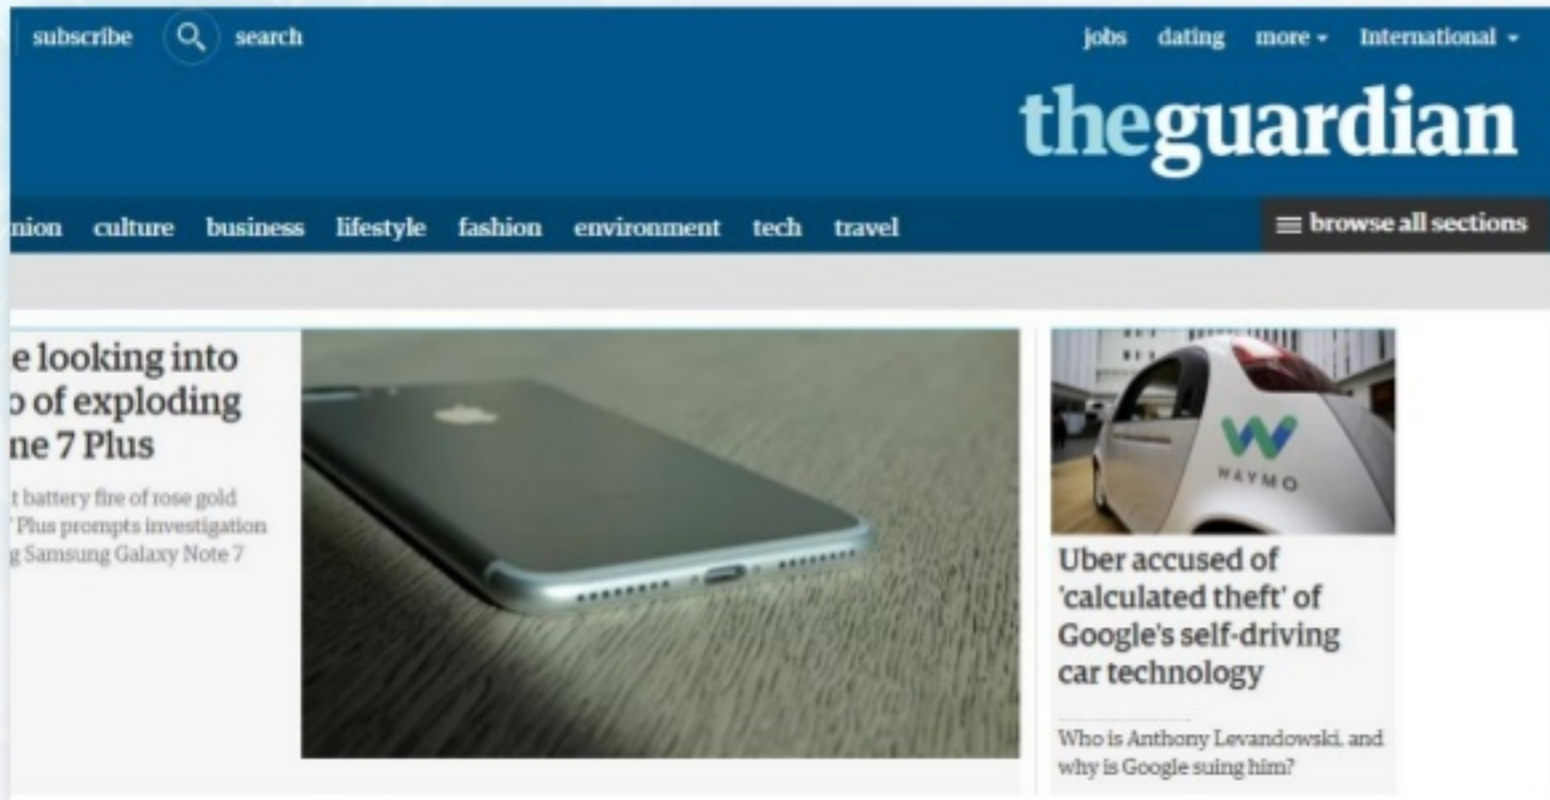 subscribe search jobs dating more International
theguardian
nion culture business lifestyle fashion environment tech travel browse all sections
e looking into
o of exploding
ne 7 Plus
t battery fire of rose gold
Plus prompts investigation
g Samsung Galaxy Note 7
WAYMO
Uber accused of
'calculated theft' of
Google's self-driving
car technology
Who is Anthony Levandowski, and
why is Google suing him?